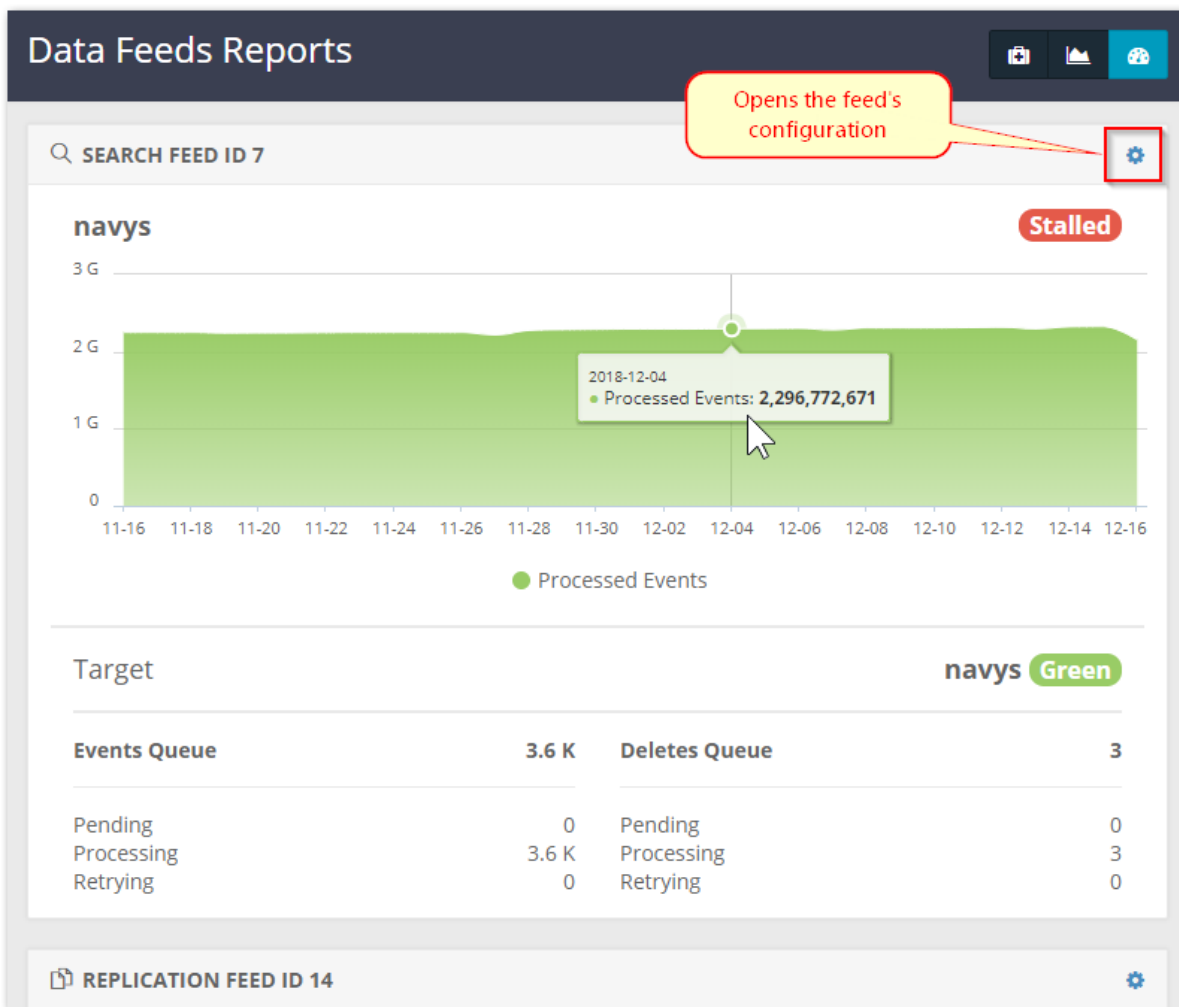 Data Feeds Reports
Opens the feed's
configuration
SEARCH FEED ID 7
navys Stalled
3 G
2 G
2018-12-04
Processed Events: 2,296,772,671
1 G
0
11-16 11-18 11-20 11-22 11-24 11-26 11-28 11-30 12-02 12-04 12-06 12-08 12-10 12-12 12-14 12-16
Processed Events
Target navys Green
Events Queue 3.6 K Deletes Queue 3
Pending 0 Pending 0
Processing 3.6 K Processing 3
Retrying 0 Retrying 0
REPLICATION FEED ID 14